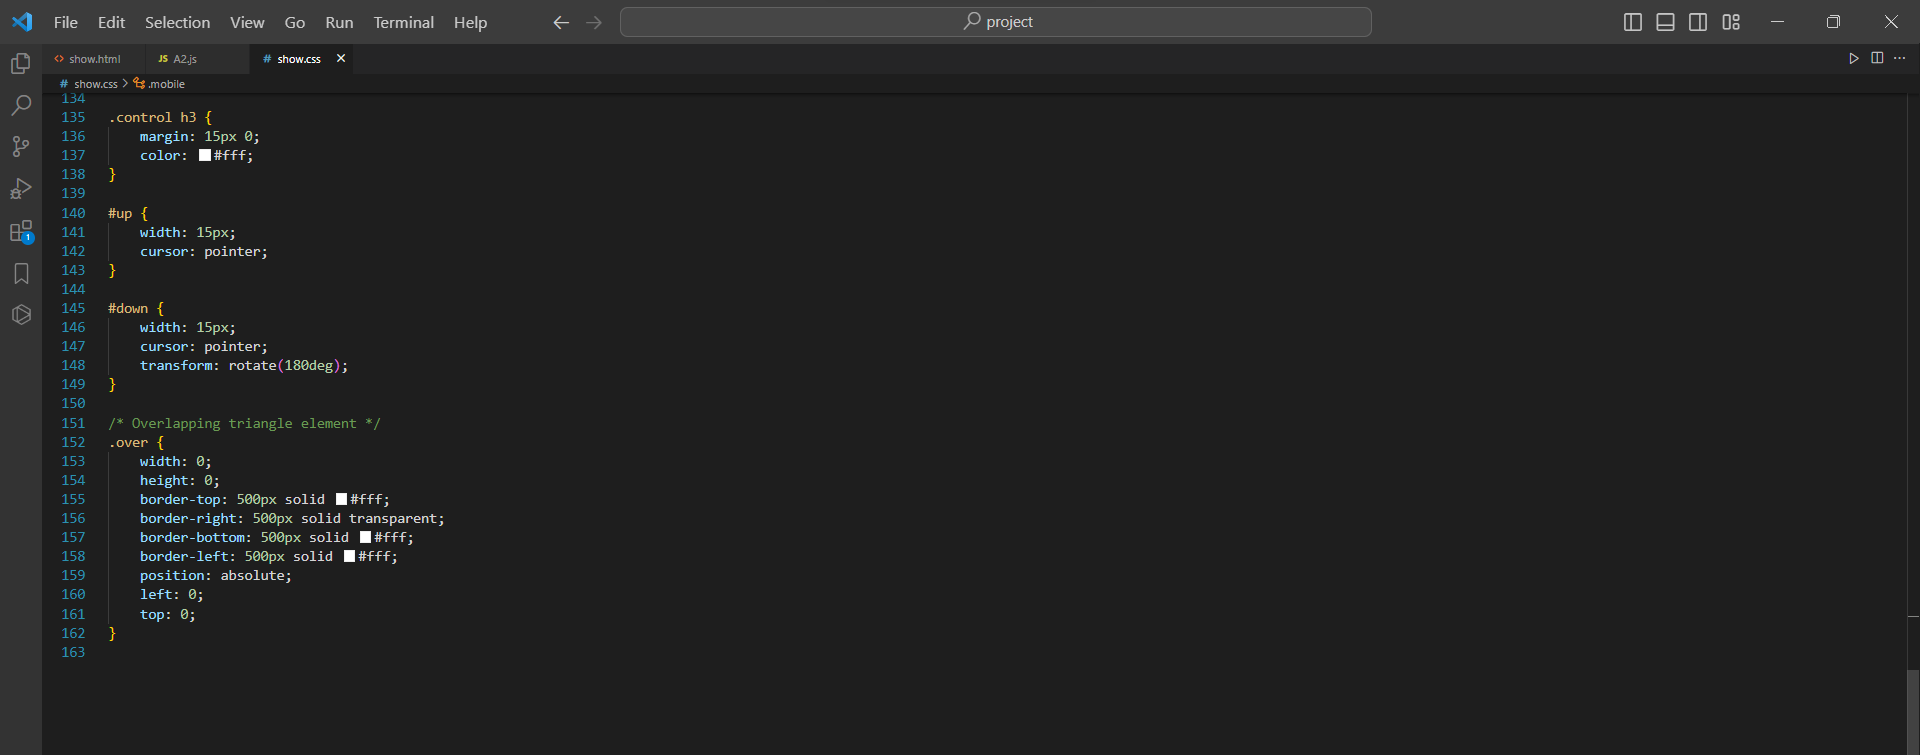 File Edit Selection View Go Run Terminal Help
project
show.html
JS A2.js
# show.css
# show.css > .mobile
134
135 .control h3 {
136     margin: 15px 0;
137     color: #fff;
138 }
139
140 #up {
141     width: 15px;
142     cursor: pointer;
143 }
144
145 #down {
146     width: 15px;
147     cursor: pointer;
148     transform: rotate(180deg);
149 }
150
151 /* Overlapping triangle element */
152 .over {
153     width: 0;
154     height: 0;
155     border-top: 500px solid #fff;
156     border-right: 500px solid transparent;
157     border-bottom: 500px solid #fff;
158     border-left: 500px solid #fff;
159     position: absolute;
160     left: 0;
161     top: 0;
162 }
163
1